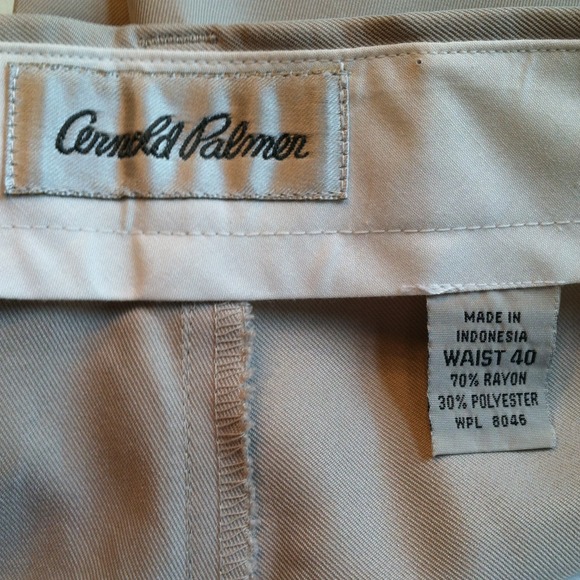 Arnold Palmer
MADE IN
INDONESIA
WAIST 40
70% RAYON
30% POLYESTER
WPL 8046